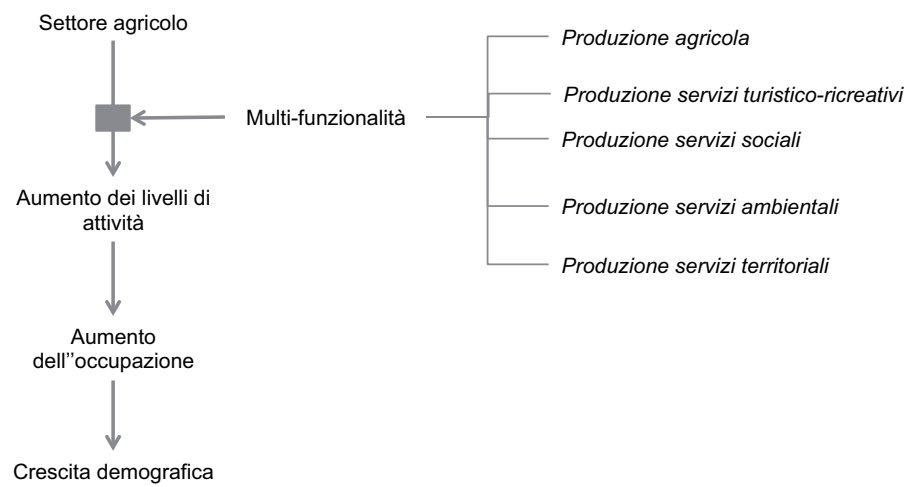 Settore agricolo
Multi-funzionalità
Aumento dei livelli di
attività
Aumento
dell''occupazione
Crescita demografica
Produzione agricola
Produzione servizi turistico-ricreativi
Produzione servizi sociali
Produzione servizi ambientali
Produzione servizi territoriali